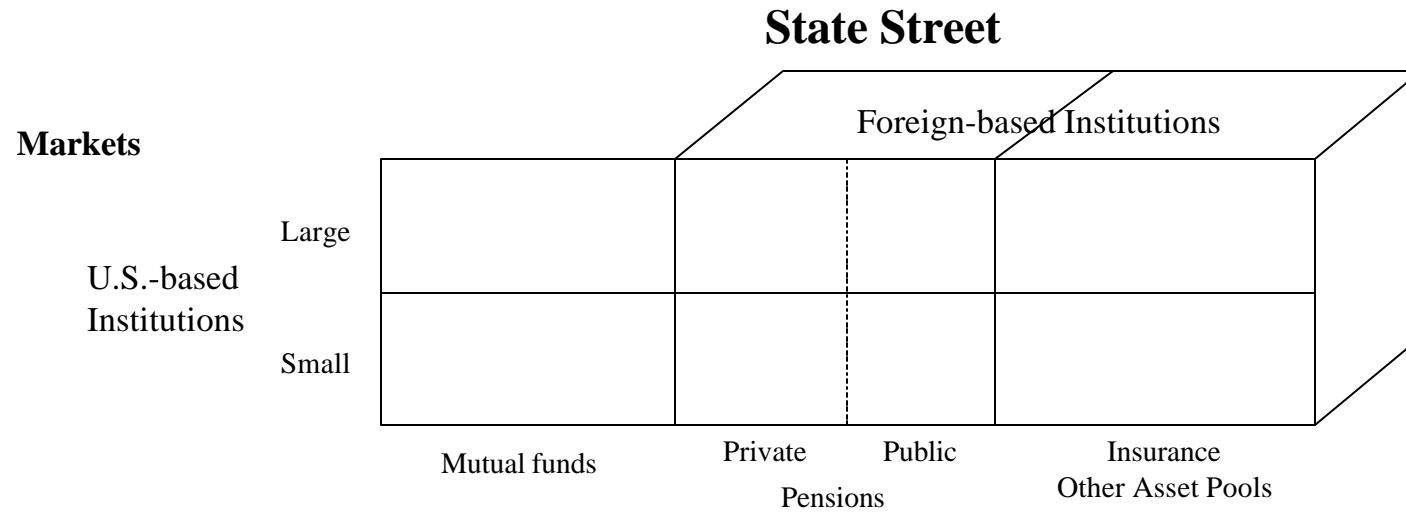 State Street
Foreign-based Institutions
Markets
Large
U.S.-based
Institutions
Small
Mutual funds
Private
Public
Pensions
Insurance
Other Asset Pools